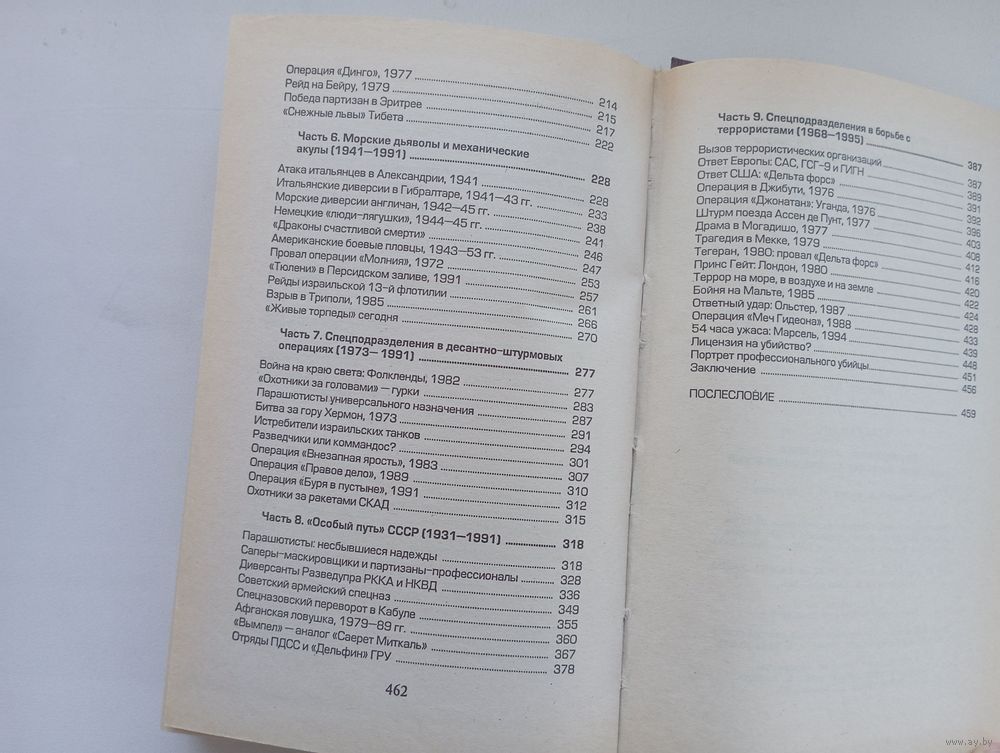 Операция «Динго», 1977 214
Рейд на Бейру, 1979 215
Победа партизан в Эритрее 217
«Снежные львы» Тибета 222
Часть 6. Морские дьяволы и механические
акулы (1941—1991) 228
Атака итальянцев в Александрии, 1941 228
Итальянские диверсии в Гибралтаре, 1941—43 гг. 233
Морские диверсии англичан, 1942—45 гг. 238
Немецкие «люди-лягушки», 1944—45 гг. 241
«Драконы счастливой смерти» 246
Американские боевые пловцы, 1943—53 гг. 247
Провал операции «Молния», 1972 253
«Тюлени» в Персидском заливе, 1991 257
Рейды израильской 13-й флотилии 261
Взрыв в Триполи, 1985 266
«Живые торпеды» сегодня 270
Часть 7. Спецподразделения в десантно-штурмовых
операциях (1973— 1991) 277
Война на краю света: Фолкленды, 1982 277
«Охотники за головами» — гурки 283
Парашютисты универсального назначения 287
Битва за гору Хермон, 1973 291
Истребители израильских танков 294
Разведчики или коммандос? 301
Операция «Внезапная ярость», 1983 307
Операция «Правое дело», 1989 310
Операция «Буря в пустыне», 1991 312
Охотники за ракетами СКАД 315
Часть 8. «Особый путь» СССР (1931—1991) 318
Парашютисты: несбывшиеся надежды 318
Саперы-маскировщики и партизаны-профессионалы 328
Диверсанты Разведупра РККА и НКВД 336
Советский армейский спецназ 349
Спецназовский переворот в Кабуле 355
Афганская ловушка, 1979—89 гг. 360
«Вымпел» — аналог «Саерет Миткаль» 367
Отряды ПДСС и «Дельфин» ГРУ 378
462
Часть 9. Спецподразделения в борьбе с
террористами (1968—1995) 387
Вызов террористических организаций 387
Ответ Европы: САС, ГСГ-9 и ГИГН 389
Ответ США: «Дельта форс» 391
Операция в Джибути, 1976 392
Операция «Джонатан»: Уганда, 1976 396
Штурм поезда Ассен де Пунт, 1977 403
Драма в Могадишо, 1977 408
Трагедия в Мекке, 1979 412
Тегеран, 1980: провал «Дельта форс» 416
Принс Гейт: Лондон, 1980 420
Террор на море, в воздухе и на земле 422
Бойня на Мальте, 1985 424
Ответный удар: Ольстер, 1987 428
Операция «Меч Гидеона», 1988 433
54 часа ужаса: Марсель, 1994 439
Лицензия на убийство? 448
Портрет профессионального убийцы 451
Заключение 456
ПОСЛЕСЛОВИЕ 459
www.ay.by